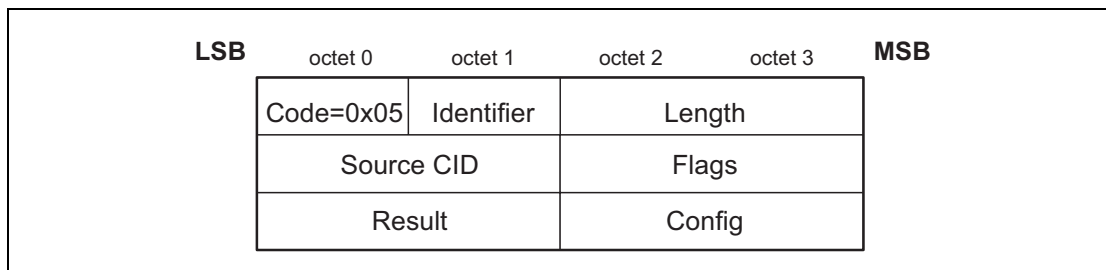 LSB octet 0 octet 1 octet 2 octet 3 MSB
Code=0x05 Identifier Length
Source CID Flags
Result Config